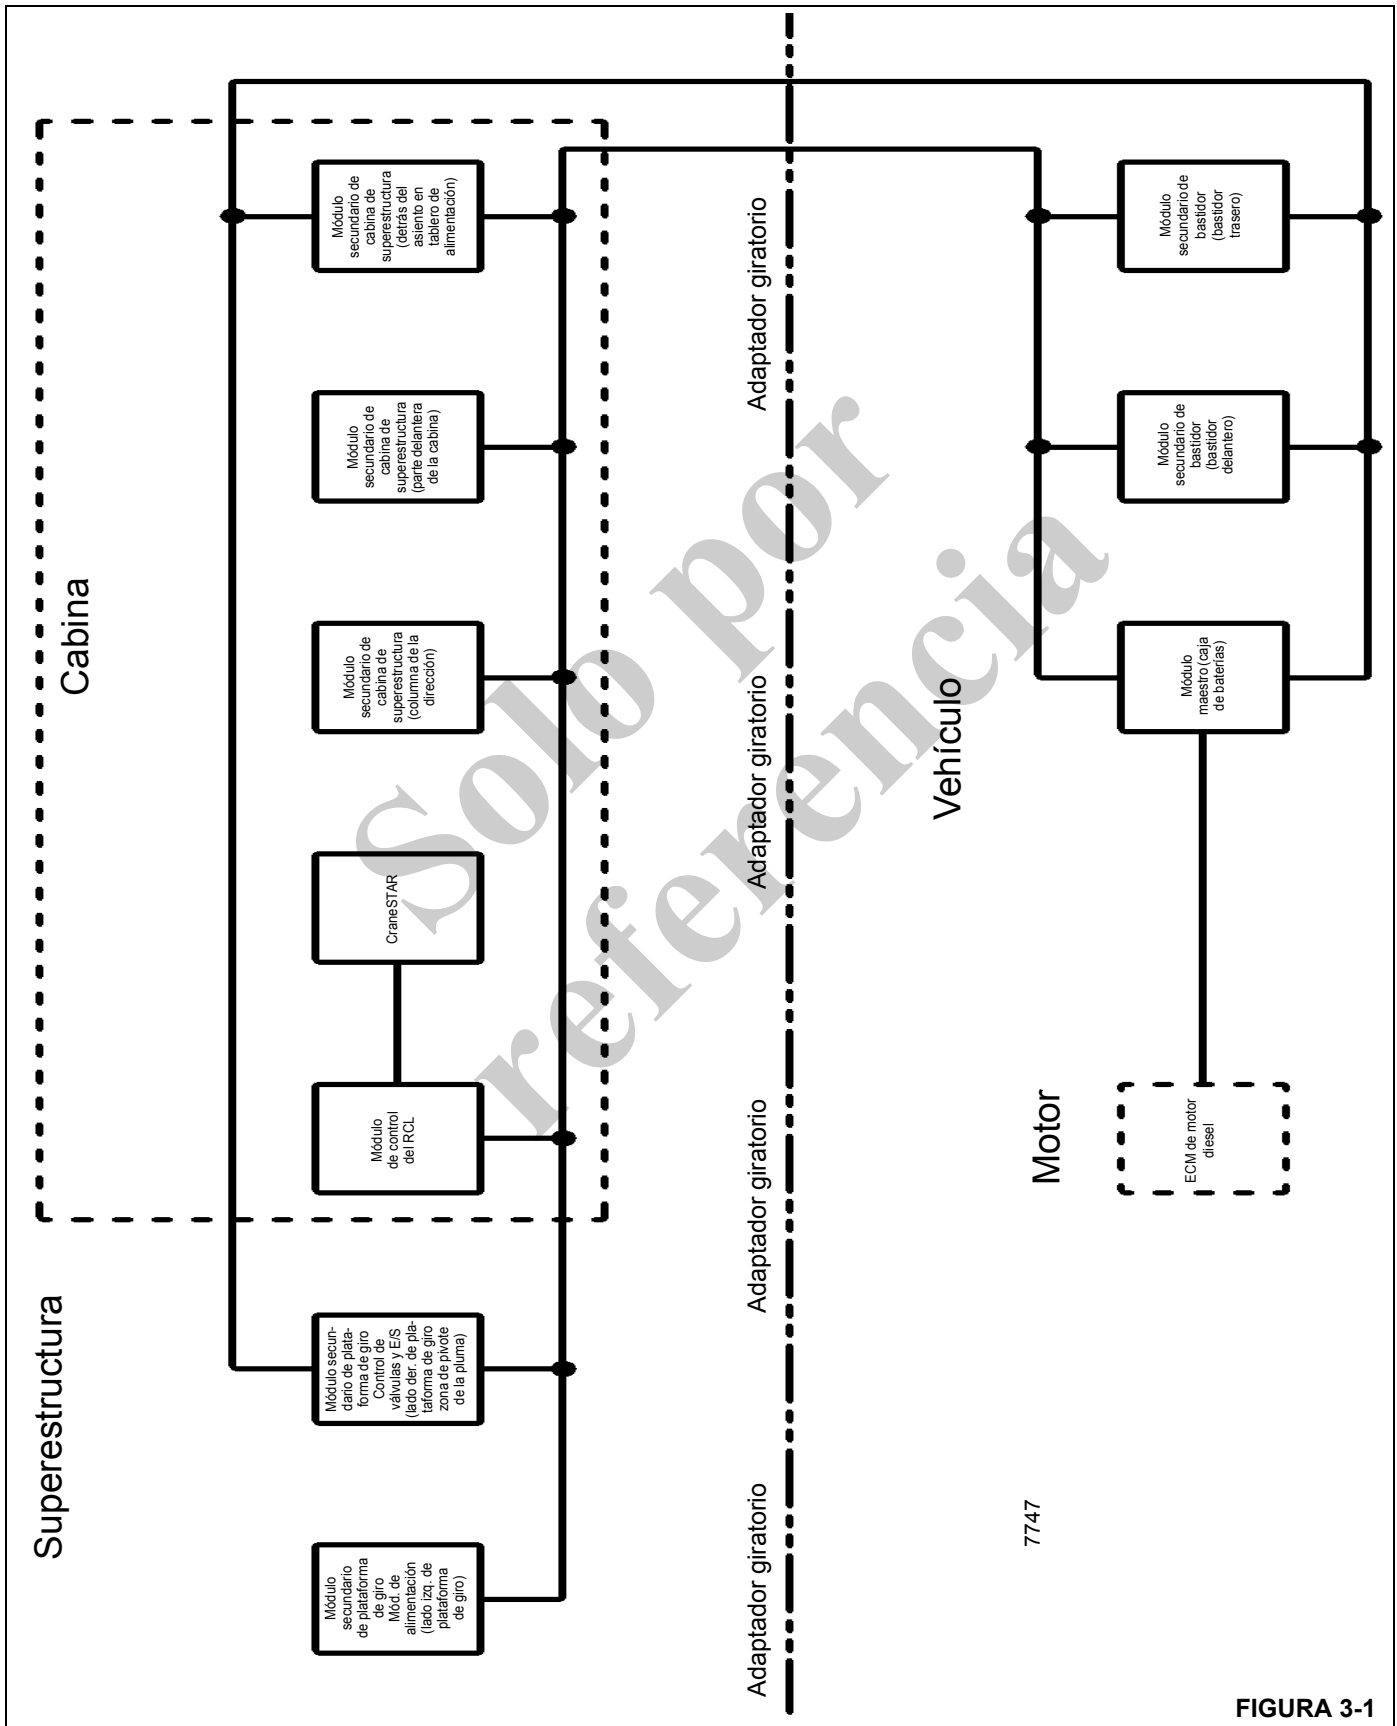 Superestructura
Cabina
Módulo
secundario
de plataforma
de giro
Mód. de
alimentación
(lado izq. de
plataforma
de giro)
Módulo secun-
dario de plata-
forma de giro
Control de
válvulas y E/S
(lado der. de pla-
taforma de giro
zona de pivote
de la pluma)
Módulo
de control
del RCL
CraneSTAR
Módulo
secundario de
cabina de
superestructura
(columna de la
dirección)
Módulo
secundario de
cabina de
superestructura
(parte delantera
de la cabina)
Módulo
secundario de
cabina de
superestructura
(detrás del
asiento en
tablero de
alimentación)
Adaptador giratorio
Adaptador giratorio
Adaptador giratorio
Adaptador giratorio
Solo por
referencia
Vehículo
Motor
7747
ECM de motor
diesel
Módulo
maestro (caja
de baterías)
Módulo
secundario de
bastidor
(bastidor
delantero)
Módulo
secundario de
bastidor
(bastidor
trasero)
FIGURA 3-1